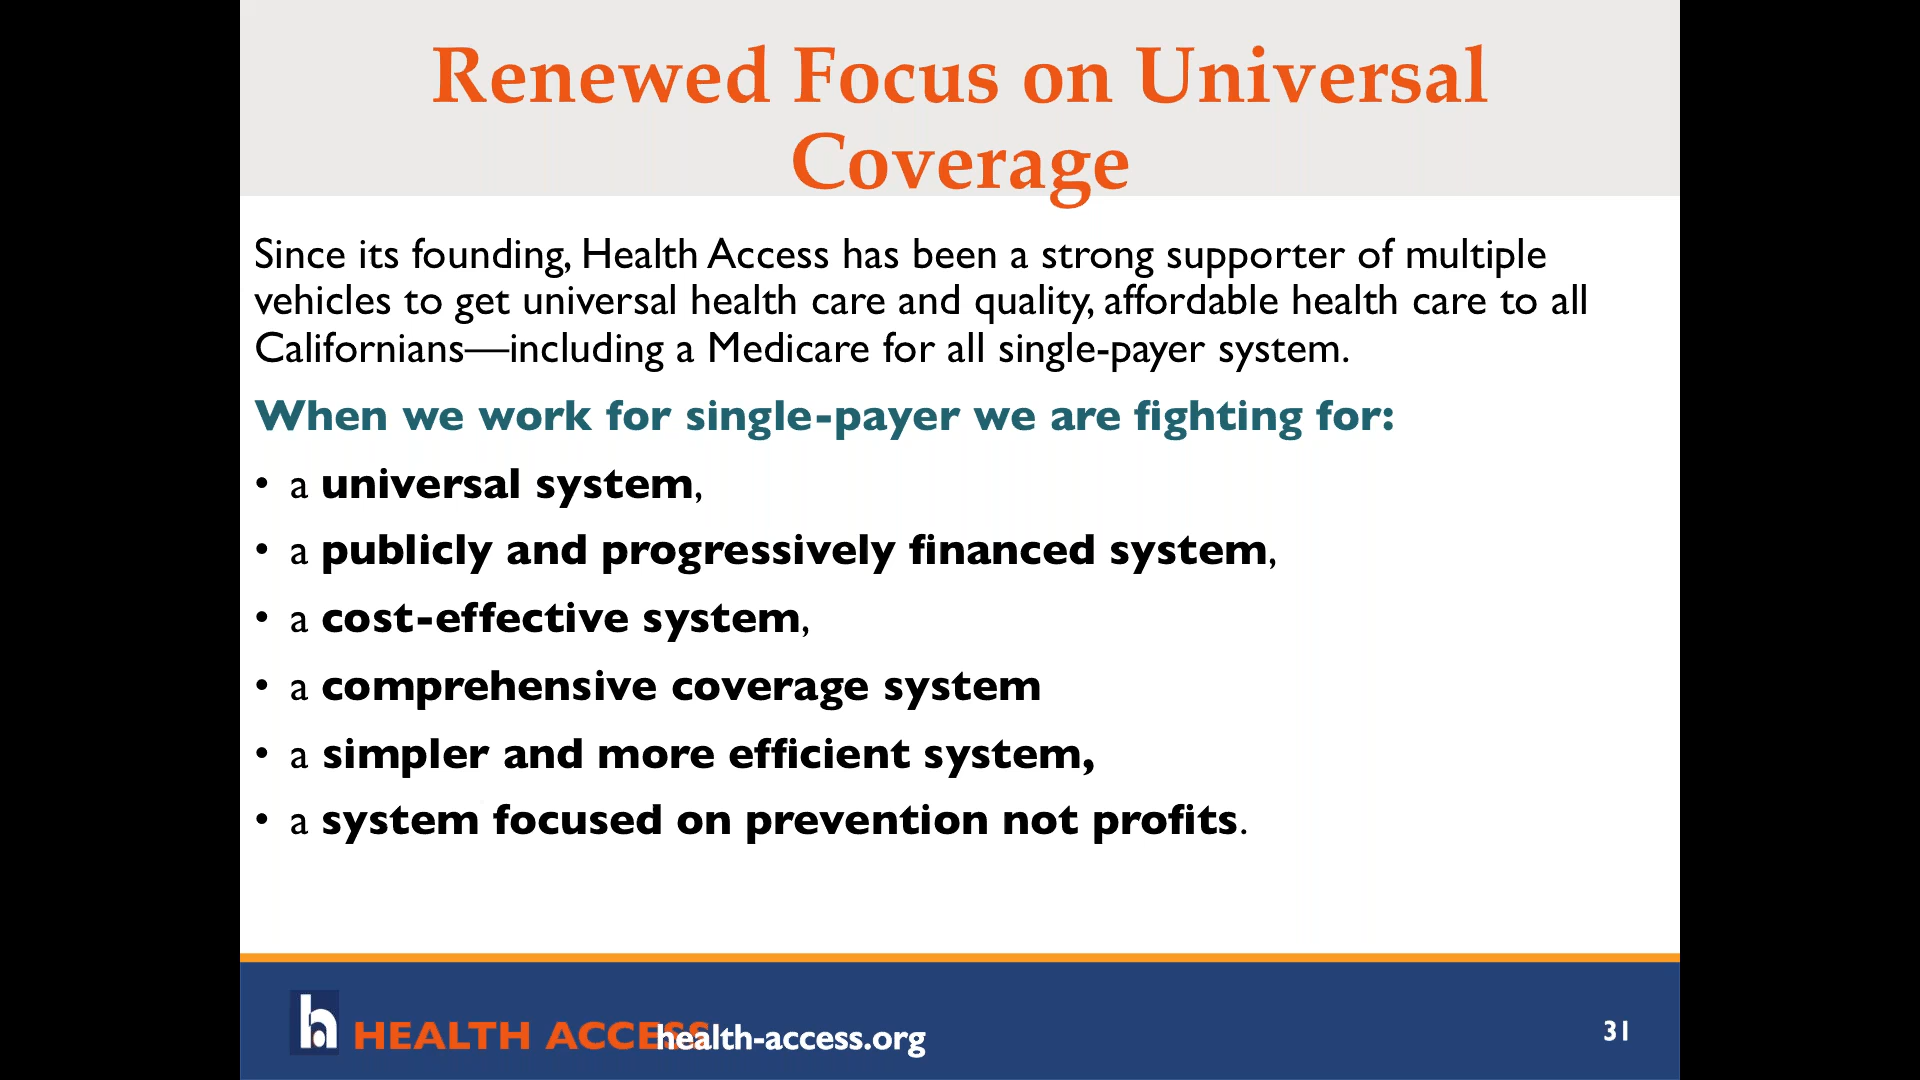 Renewed Focus on Universal
Coverage
Since its founding, Health Access has been a strong supporter of multiple
vehicles to get universal health care and quality, affordable health care to all
Californians—including a Medicare for all single-payer system.
When we work for single-payer we are fighting for:
• a universal system,
• a publicly and progressively financed system,
• a cost-effective system,
• a comprehensive coverage system
• a simpler and more efficient system,
• a system focused on prevention not profits.
h HEALTH ACCESS
health-access.org
31